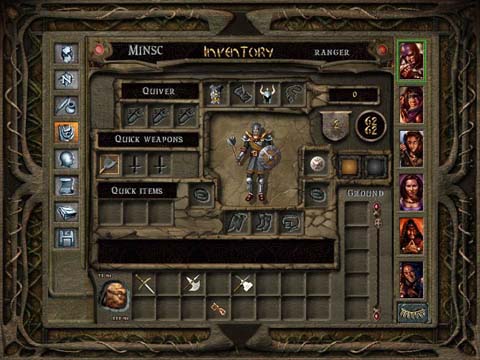 MINSC
INVENTORY
RANGER
QUIVER
0
QUICK WEAPONS
62
62
QUICK ITEMS
GROUND